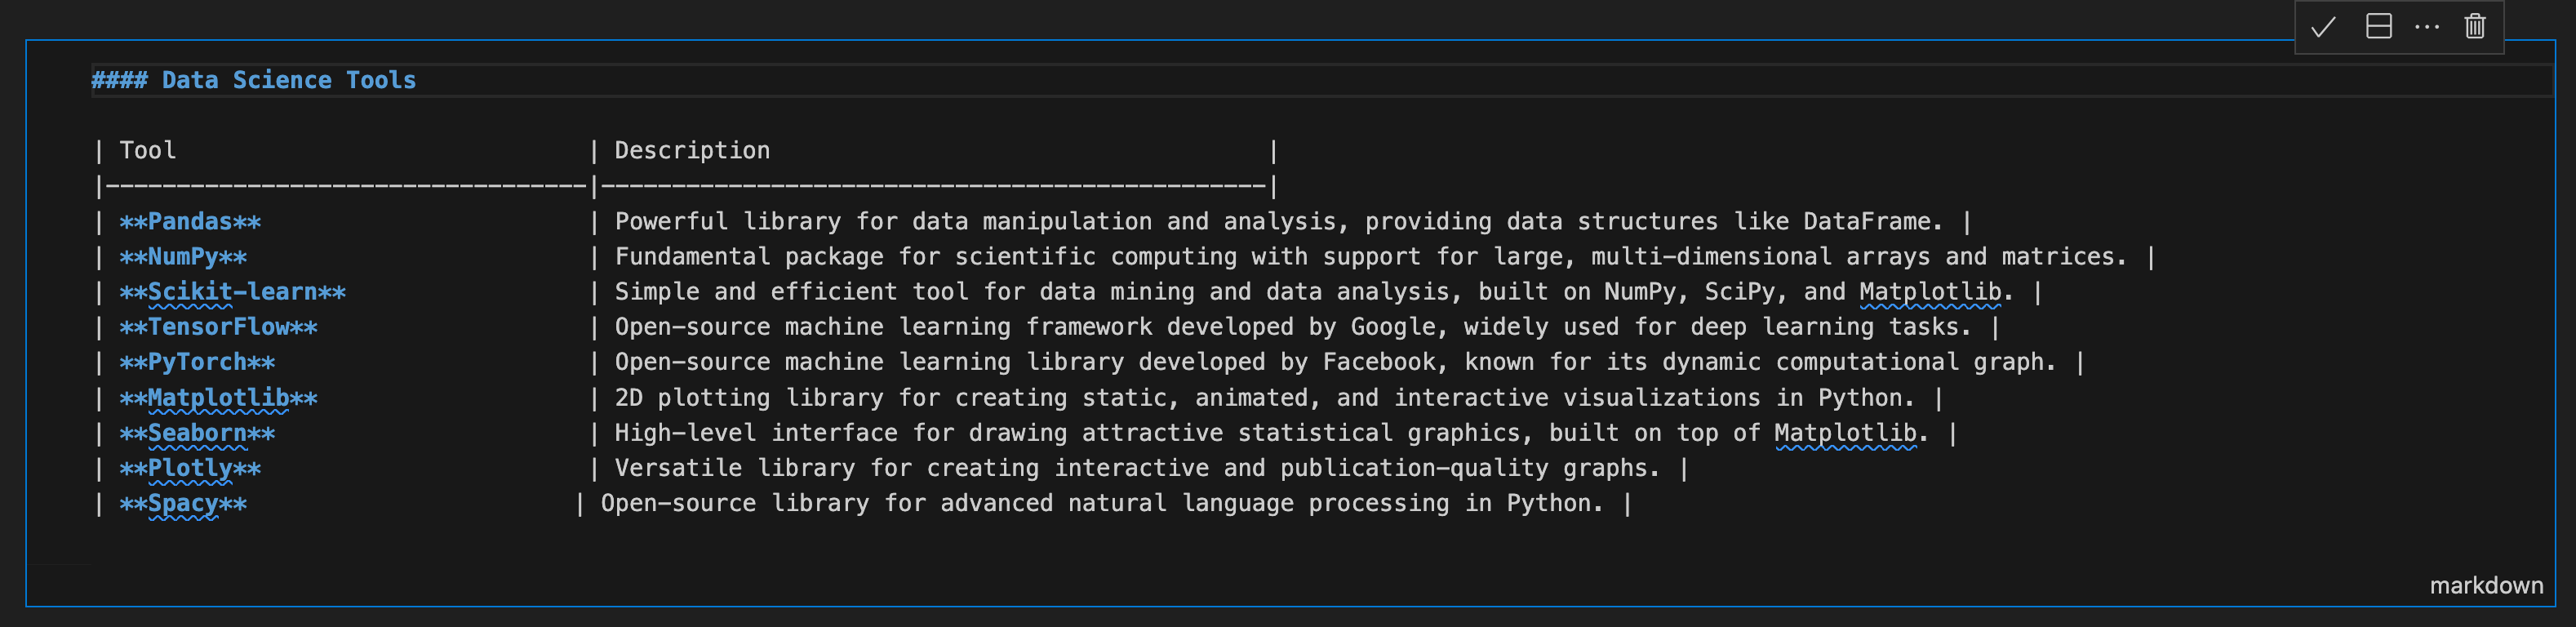 #### Data Science Tools
| Tool                             | Description                                   |
|----------------------------------|-----------------------------------------------|
| **Pandas**                       | Powerful library for data manipulation and analysis, providing data structures like DataFrame. |
| **NumPy**                        | Fundamental package for scientific computing with support for large, multi-dimensional arrays and matrices. |
| **Scikit-learn**                 | Simple and efficient tool for data mining and data analysis, built on NumPy, SciPy, and Matplotlib. |
| **TensorFlow**                   | Open-source machine learning framework developed by Google, widely used for deep learning tasks. |
| **PyTorch**                      | Open-source machine learning library developed by Facebook, known for its dynamic computational graph. |
| **Matplotlib**                   | 2D plotting library for creating static, animated, and interactive visualizations in Python. |
| **Seaborn**                      | High-level interface for drawing attractive statistical graphics, built on top of Matplotlib. |
| **Plotly**                       | Versatile library for creating interactive and publication-quality graphs. |
| **Spacy**                       | Open-source library for advanced natural language processing in Python. |
markdown